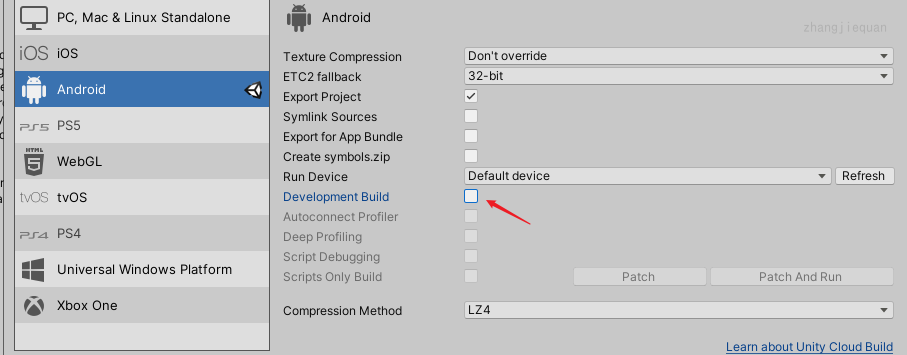 PC, Mac & Linux Standalone
iOS iOS
Android
PS5 PS5
HTML 5 WebGL
tvOS tvOS
PS4 PS4
Universal Windows Platform
Xbox One
Android
zhangjiequan
Texture Compression Don't override
ETC2 fallback 32-bit
Export Project
Symlink Sources
Export for App Bundle
Create symbols.zip
Run Device Default device Refresh
Development Build
Autoconnect Profiler
Deep Profiling
Script Debugging
Scripts Only Build Patch Patch And Run
Compression Method LZ4
Learn about Unity Cloud Build